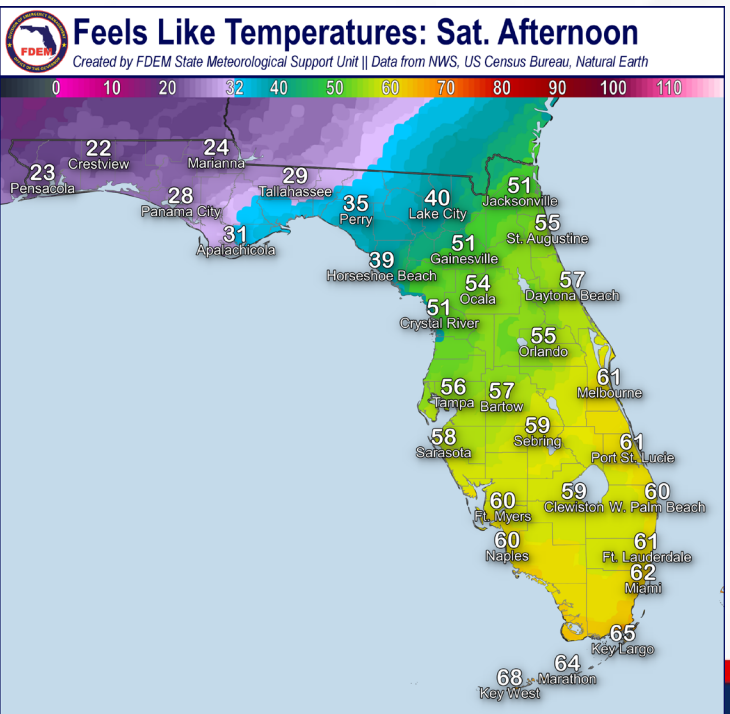 Feels Like Temperatures: Sat. Afternoon
Created by FDEM State Meteorological Support Unit || Data from NWS, US Census Bureau, Natural Earth
FDEM
0 10 20 32 40 50 60 70 80 90 100 110
22
Crestview
24
Marianna
23
Pensacola
29
Tallahassee
28
Panama City
35
Perry
40
Lake City
51
Jacksonville
31
Apalachicola
55
St. Augustine
51
Gainesville
39
Horseshoe Beach
54
Ocala
57
Daytona Beach
51
Crystal River
55
Orlando
61
Melbourne
56
Tampa
57
Bartow
58
Sarasota
59
Sebring
61
Port St. Lucie
60
Ft. Myers
59
Clewiston
60
W. Palm Beach
60
Naples
61
Ft. Lauderdale
62
Miami
65
Key Largo
64
Marathon
68
Key West